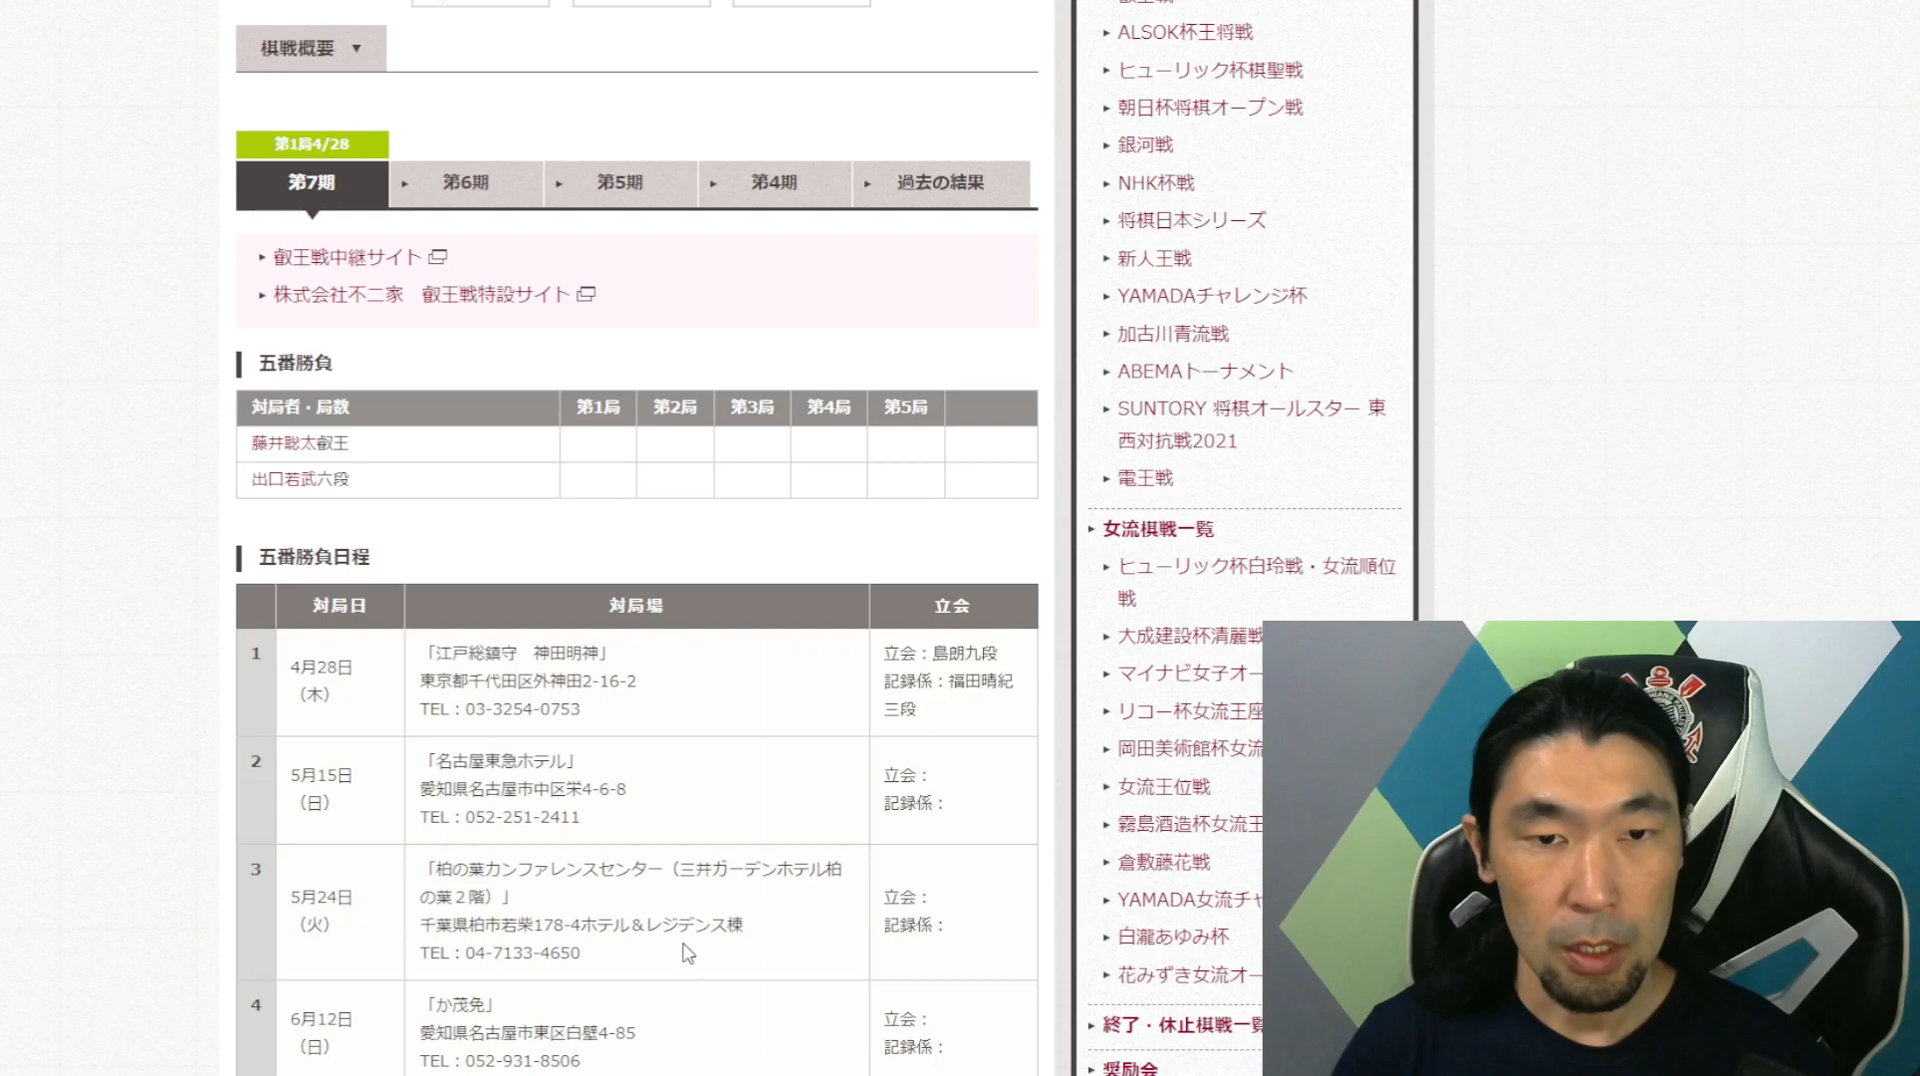 棋戦概要 ▼
第1局4/28
第7期
第6期
第5期
第4期
過去の結果
叡王戦中継サイト
株式会社不二家　叡王戦特設サイト
五番勝負
対局者・局数 第1局 第2局 第3局 第4局 第5局
藤井聡太叡王
出口若武六段
五番勝負日程
対局日 対局場 立会
1
4月28日
（木）
「江戸総鎮守　神田明神」
東京都千代田区外神田2-16-2
TEL：03-3254-0753
立会：島朗九段
記録係：福田晴紀
三段
2
5月15日
（日）
「名古屋東急ホテル」
愛知県名古屋市中区栄4-6-8
TEL：052-251-2411
立会：
記録係：
3
5月24日
（火）
「柏の葉カンファレンスセンター（三井ガーデンホテル柏
の葉２階）」
千葉県柏市若柴178-4ホテル＆レジデンス棟
TEL：04-7133-4650
立会：
記録係：
4
6月12日
（日）
「か茂免」
愛知県名古屋市東区白壁4-85
TEL：052-931-8506
立会：
記録係：
ALSOK杯王将戦
ヒューリック杯棋聖戦
朝日杯将棋オープン戦
銀河戦
NHK杯戦
将棋日本シリーズ
新人王戦
YAMADAチャレンジ杯
加古川青流戦
ABEMAトーナメント
SUNTORY 将棋オールスター 東
西対抗戦2021
電王戦
女流棋戦一覧
ヒューリック杯白玲戦・女流順位
戦
大成建設杯清麗戦
マイナビ女子オー
リコー杯女流王座
岡田美術館杯女流
女流王位戦
霧島酒造杯女流王
倉敷藤花戦
YAMADA女流チャ
白瀧あゆみ杯
花みずき女流オー
終了・休止棋戦一覧
奨励会